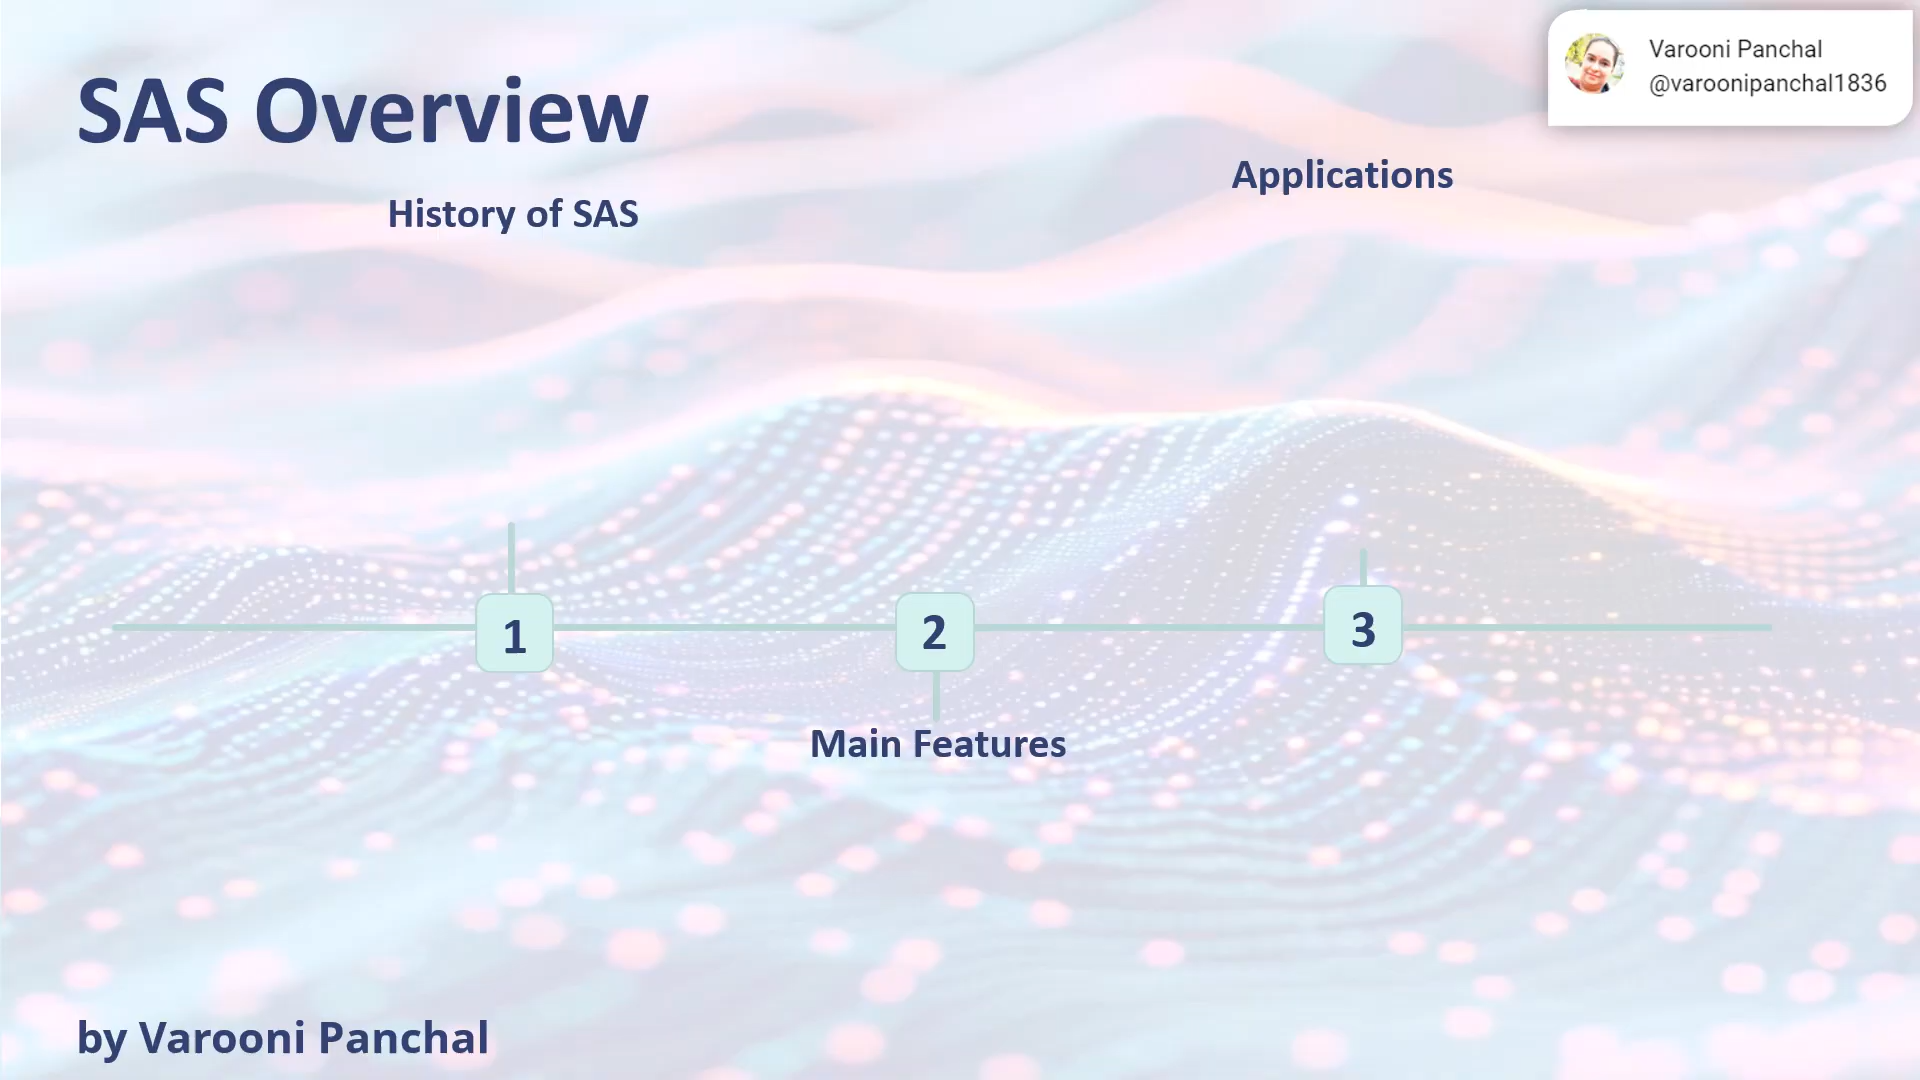 SAS Overview
Varooni Panchal
@varoonipanchal1836
History of SAS
Applications
1
2
3
Main Features
by Varooni Panchal